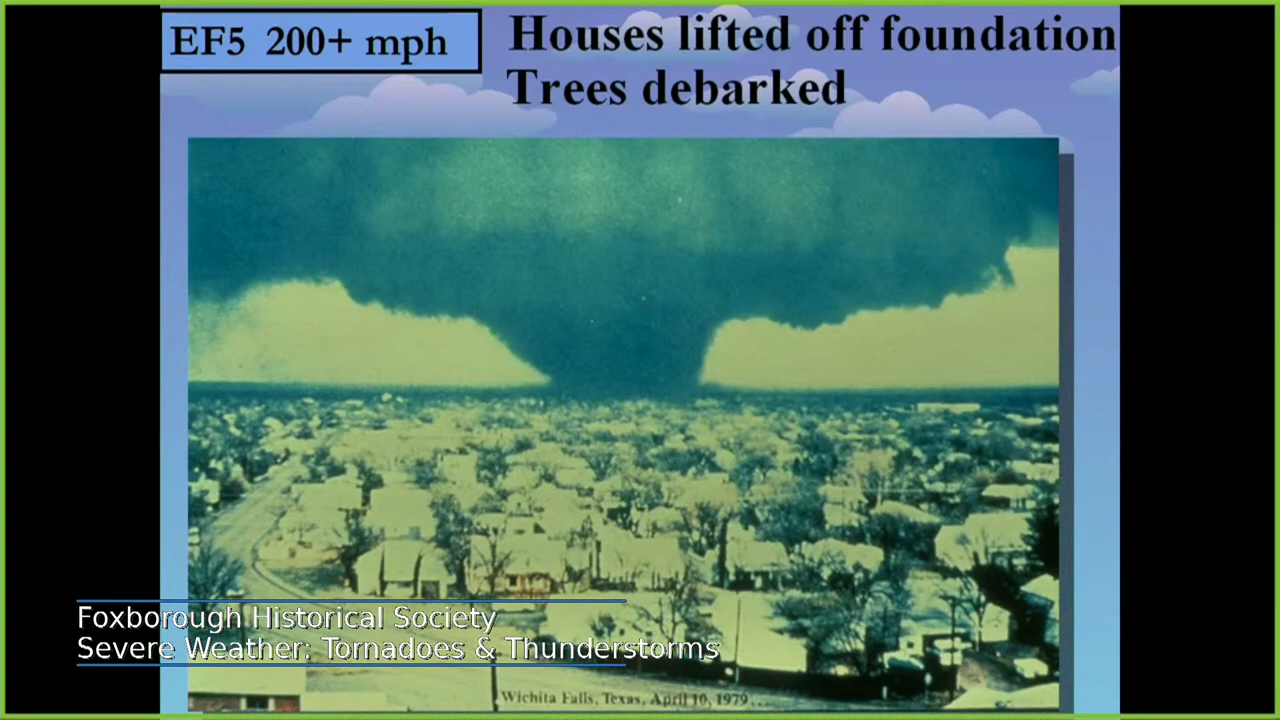 EF5 200+ mph
Houses lifted off foundation
Trees debarked
Foxborough Historical Society
Severe Weather: Tornadoes & Thunderstorms
Wichita Falls, Texas, April 10, 1979...